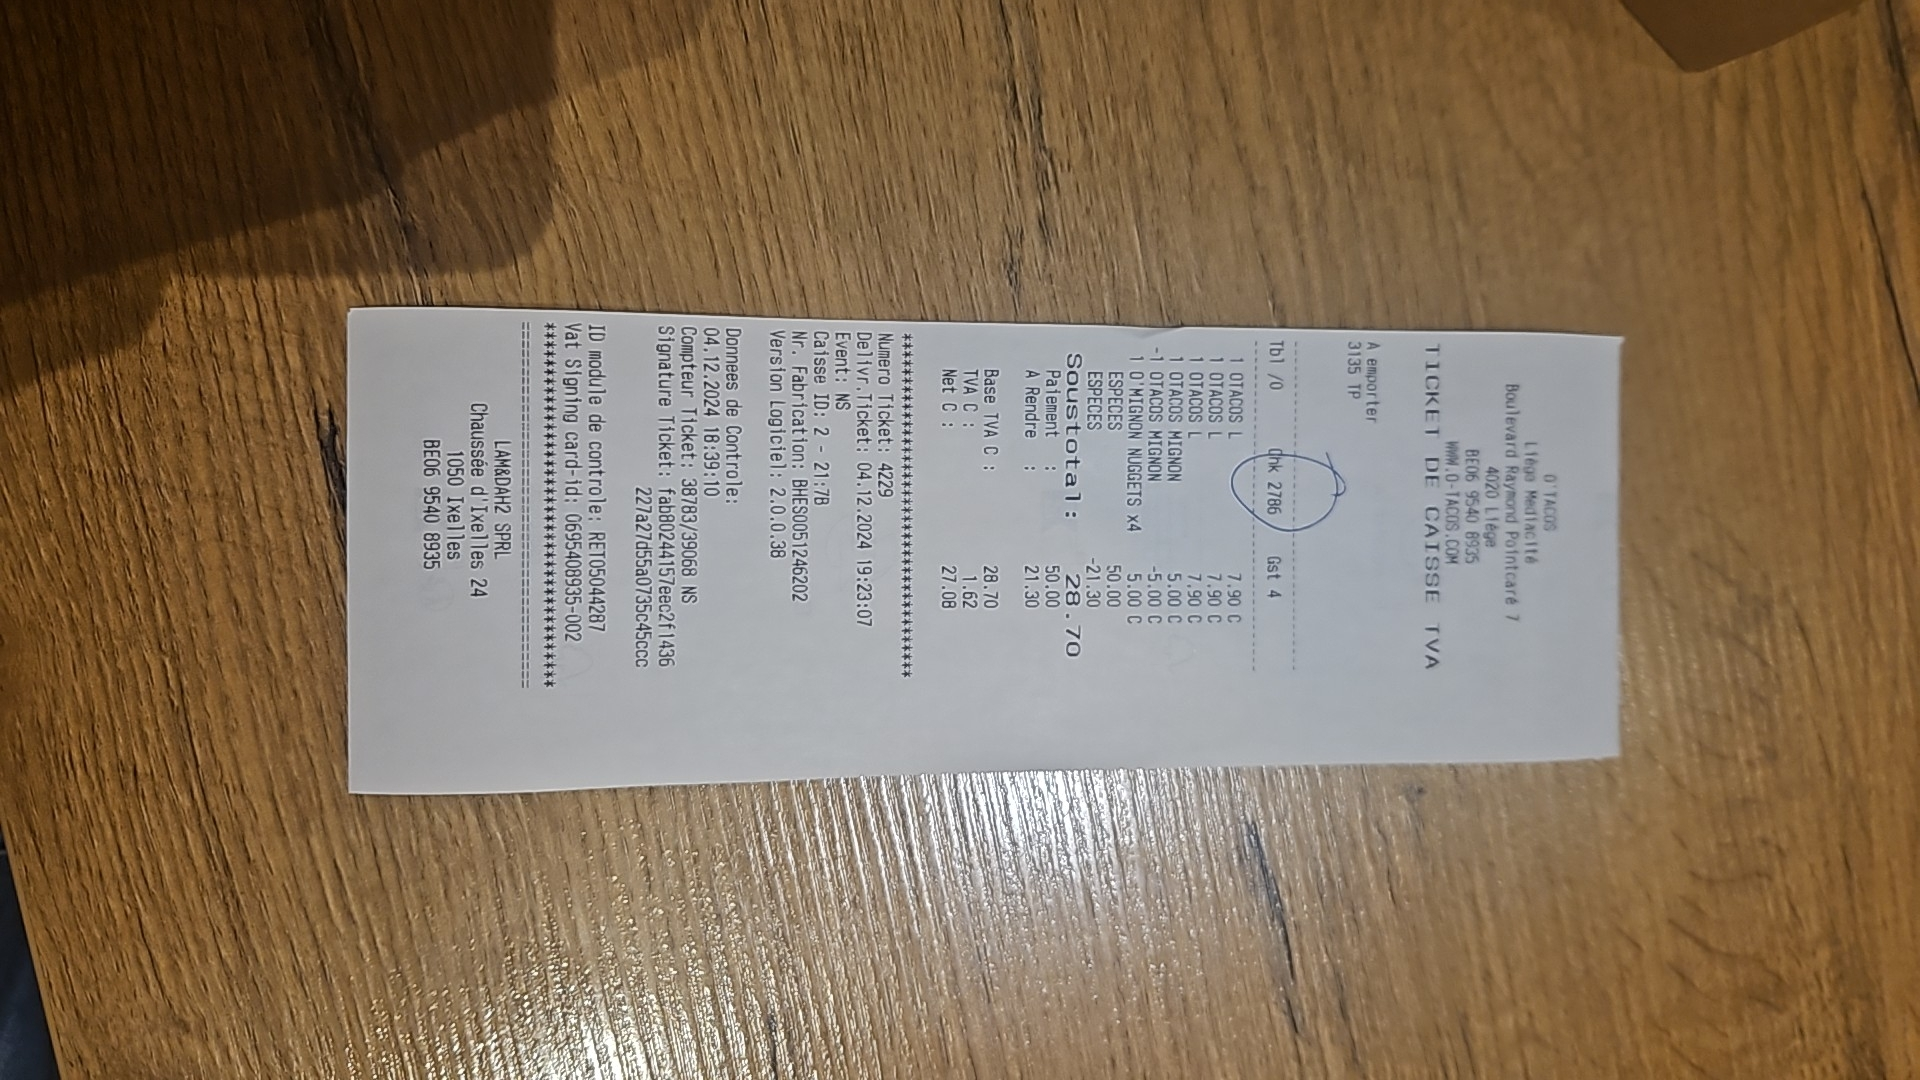 O'TACOS
Liège Mediacité
Boulevard Raymond Pointcaré 7
4020 Liège
BE06 9540 8935
WWW.O-TACOS.COM
TICKET DE CAISSE TVA
A emporter
3135 TP
Tbl /0 Chk 2786 Gst 4
1 OTACOS L 7.90 C
1 OTACOS L 7.90 C
1 OTACOS L 7.90 C
1 OTACOS MIGNON 5.00 C
-1 OTACOS MIGNON -5.00 C
1 O'MIGNON NUGGETS x4 5.00 C
ESPECES 50.00
ESPECES -21.30
Soustotal: 28.70
Paiement : 50.00
A Rendre : 21.30
Base TVA C : 28.70
TVA C : 1.62
Net C : 27.08
****************************************
Numero Ticket: 4229
Delivr.Ticket: 04.12.2024 19:23:07
Event: NS
Caisse ID: 2 - 21:7B
Nr. Fabrication: BHES0051246202
Version Logiciel: 2.0.0.38
Donnees de Controle:
04.12.2024 18:39:10
Compteur Ticket: 38783/39068 NS
Signature Ticket: fab80244157eec2f1436
227a27d55a0735c45ccc
ID module de controle: RET05044287
Vat Signing card-id: 0695408935-002
****************************************
========================================
LAM&DAH2 SPRL
Chaussée d'Ixelles 24
1050 Ixelles
BE06 9540 8935